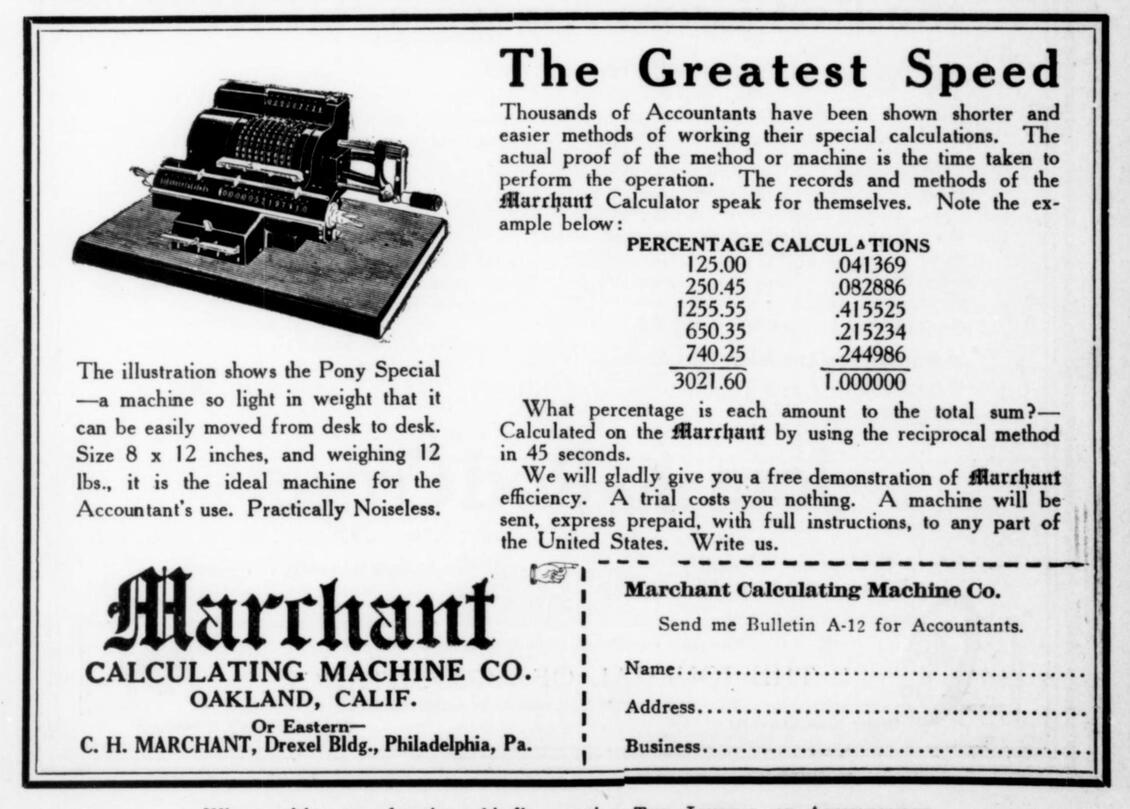 The Greatest Speed
Thousands of Accountants have been shown shorter and
easier methods of working their special calculations. The
actual proof of the method or machine is the time taken to
perform the operation. The records and methods of the
Marchant Calculator speak for themselves. Note the ex-
ample below:
PERCENTAGE CALCULATIONS
125.00 .041369
250.45 .082886
1255.55 .415525
650.35 .215234
740.25 .244986
3021.60 1.000000
What percentage is each amount to the total sum?—
Calculated on the Marchant by using the reciprocal method
in 45 seconds.
We will gladly give you a free demonstration of Marchant
efficiency. A trial costs you nothing. A machine will be
sent, express prepaid, with full instructions, to any part of
the United States. Write us.
The illustration shows the Pony Special
—a machine so light in weight that it
can be easily moved from desk to desk.
Size 8 x 12 inches, and weighing 12
lbs., it is the ideal machine for the
Accountant's use. Practically Noiseless.
Marchant
CALCULATING MACHINE CO.
OAKLAND, CALIF.
Or Eastern—
C. H. MARCHANT, Drexel Bldg., Philadelphia, Pa.
Marchant Calculating Machine Co.
Send me Bulletin A-12 for Accountants.
Name
Address
Business